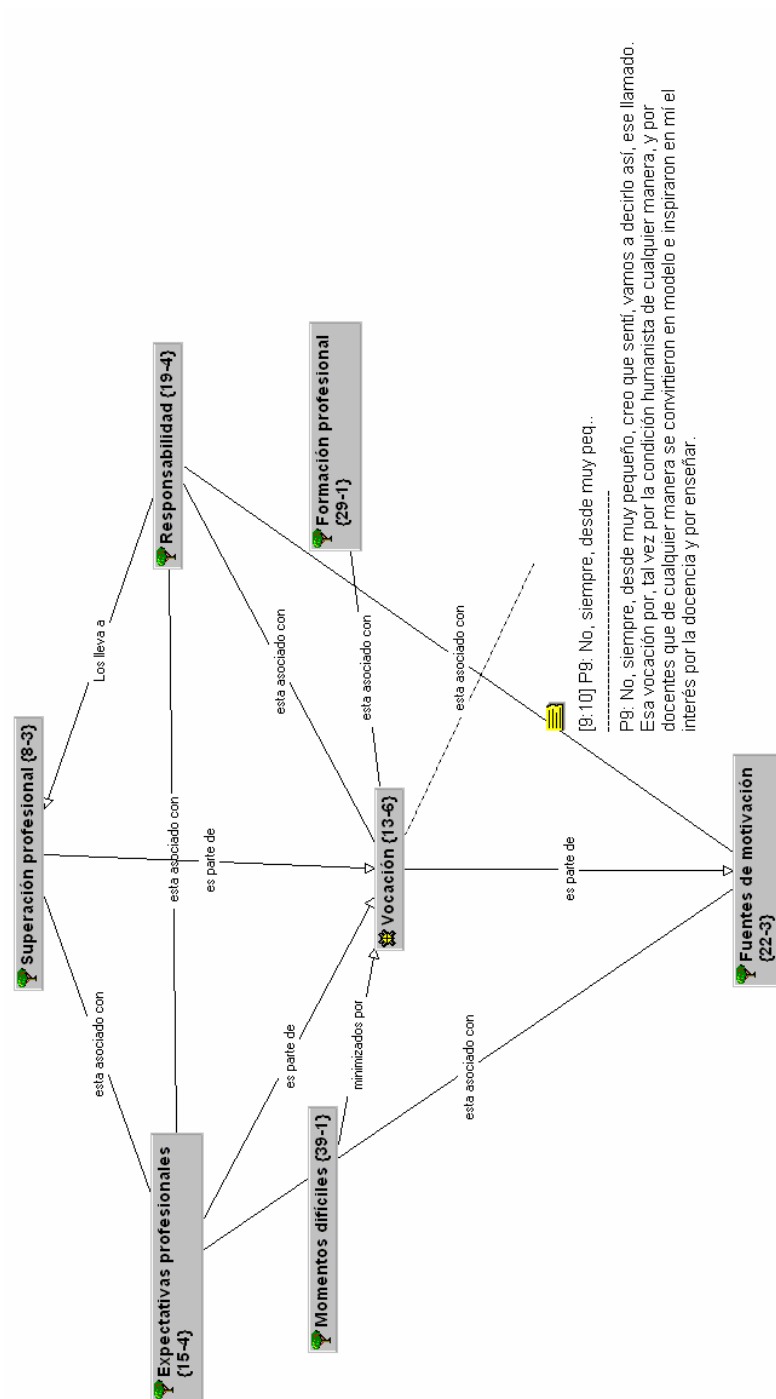 Superación profesional {8-3}
esta asociado con
Los lleva a
Expectativas profesionales
{15-4}
esta asociado con
Responsabilidad {19-4}
es parte de
es parte de
esta asociado con
Momentos difíciles {39-1}
Formación profesional
{29-1}
minimizados por
esta asociado con
Vocación {13-6}
esta asociado con
esta asociado con
es parte de
[9:10] P9: No, siempre, desde muy peq..
P9: No, siempre, desde muy pequeño, creo que sentí, vamos a decirlo así, ese llamado.
Esa vocación por, tal vez por la condición humanista de cualquier manera, y por
docentes que de cualquier manera se convirtieron en modelo e inspiraron en mí el
interés por la docencia y por enseñar.
Fuentes de motivación
{22-3}